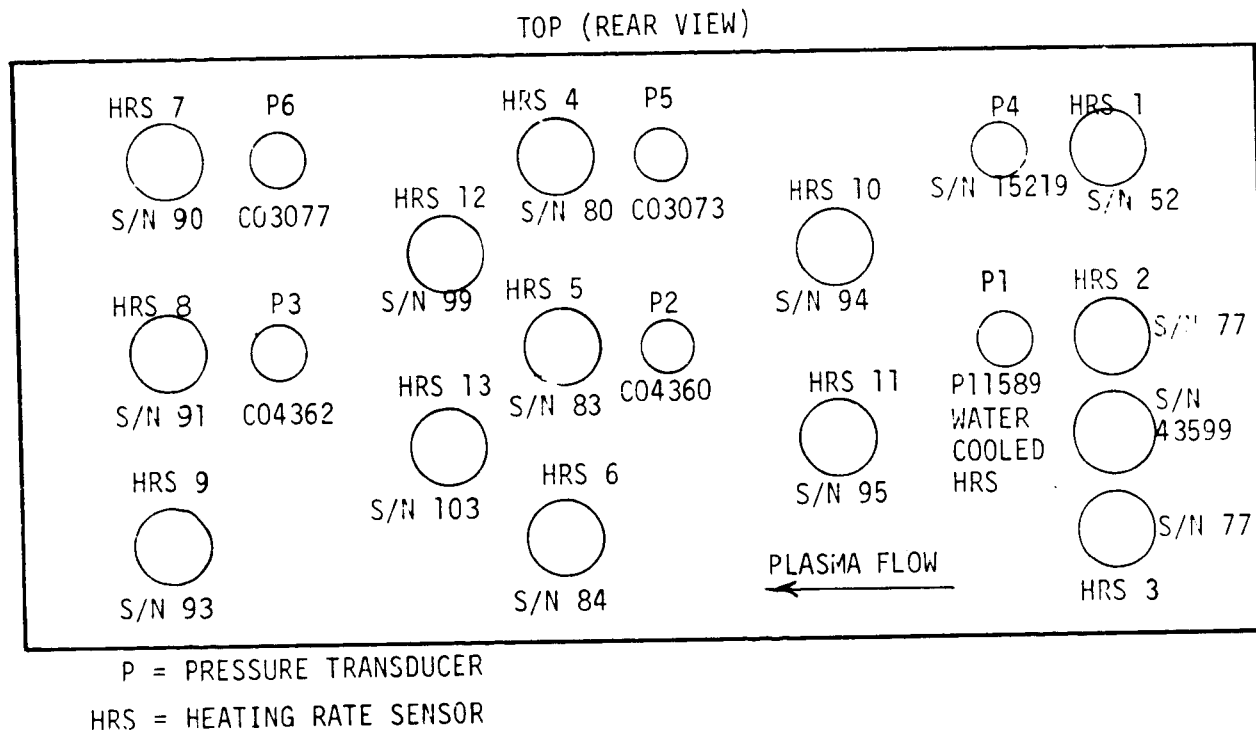 TOP (REAR VIEW)
HRS 7
P6
HRS 4
P5
P4
HRS 1
S/N 90
C03077
HRS 12
S/N 80
C03073
HRS 10
S/N 15219
S/N 52
S/N 99
S/N 94
HRS 8
P3
HRS 5
P2
P1
HRS 2
S/N 77
S/N 91
C04362
HRS 13
S/N 83
C04360
HRS 11
P11589
WATER
COOLED
HRS
S/N
43599
HRS 9
S/N 103
HRS 6
S/N 95
S/N 77
S/N 93
S/N 84
PLASMA FLOW
HRS 3
P = PRESSURE TRANSDUCER
HRS = HEATING RATE SENSOR